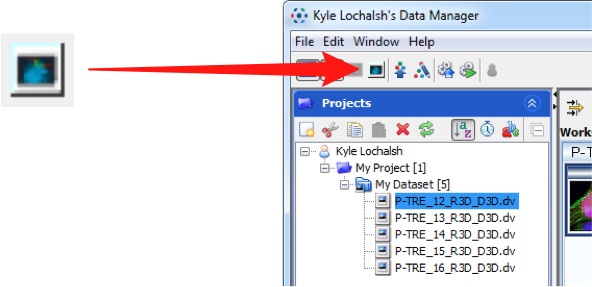 Kyle Lochalsh's Data Manager
File Edit Window Help
Projects
Kyle Lochalsh
My Project [1]
My Dataset [5]
P-TRE_12_R3D_D3D.dv
P-TRE_13_R3D_D3D.dv
P-TRE_14_R3D_D3D.dv
P-TRE_15_R3D_D3D.dv
P-TRE_16_R3D_D3D.dv
Works
P-T